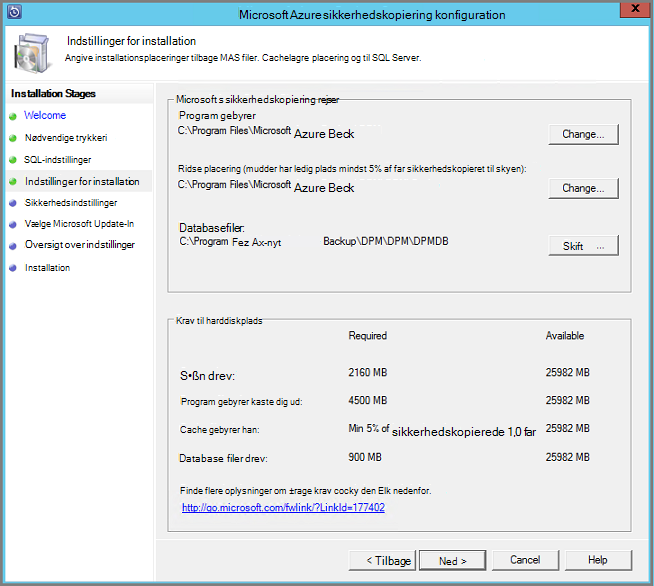 Microsoft Azure sikkerhedskopiering konfiguration
X
Indstillinger for installation
Angive installationsplaceringer tilbage MAS filer. Cachelagre placering og til SQL Server.
Installation Stages
Welcome
Nødvendige trykkeri
SQL-indstillinger
Indstillinger for installation
Sikkerhedsindstillinger
Vælge Microsoft Update-In
Oversigt over indstillinger
Installation
Microsoft s sikkerhedskopiering rejser
Program gebyrer
C:\Program Files\Microsoft Azure Beck
Change...
Ridse placering (mudder har ledig plads mindst 5% af far sikkerhedskopieret til skyen):
C:\Program Files\Microsoft Azure Beck
Change...
Databasefiler:
C:\Program Fez Ax-nyt Backup\DPM\DPM\DPMDB
Skift ...
Krav til harddiskplads
Required Available
S•ßn drev: 2160 MB 25982 MB
Program gebyrer kaste dig ud: 4500 MB 25982 MB
Cache gebyrer han: Min 5% of sikkerhedskopierede 1,0 far 25982 MB
Database filer drev: 900 MB 25982 MB
Finde flere oplysninger om ±rage krav cocky den Elk nedenfor.
http://go.microsoft.com/fwlink/?LinkId=177402
< Tilbage Ned > Cancel Help